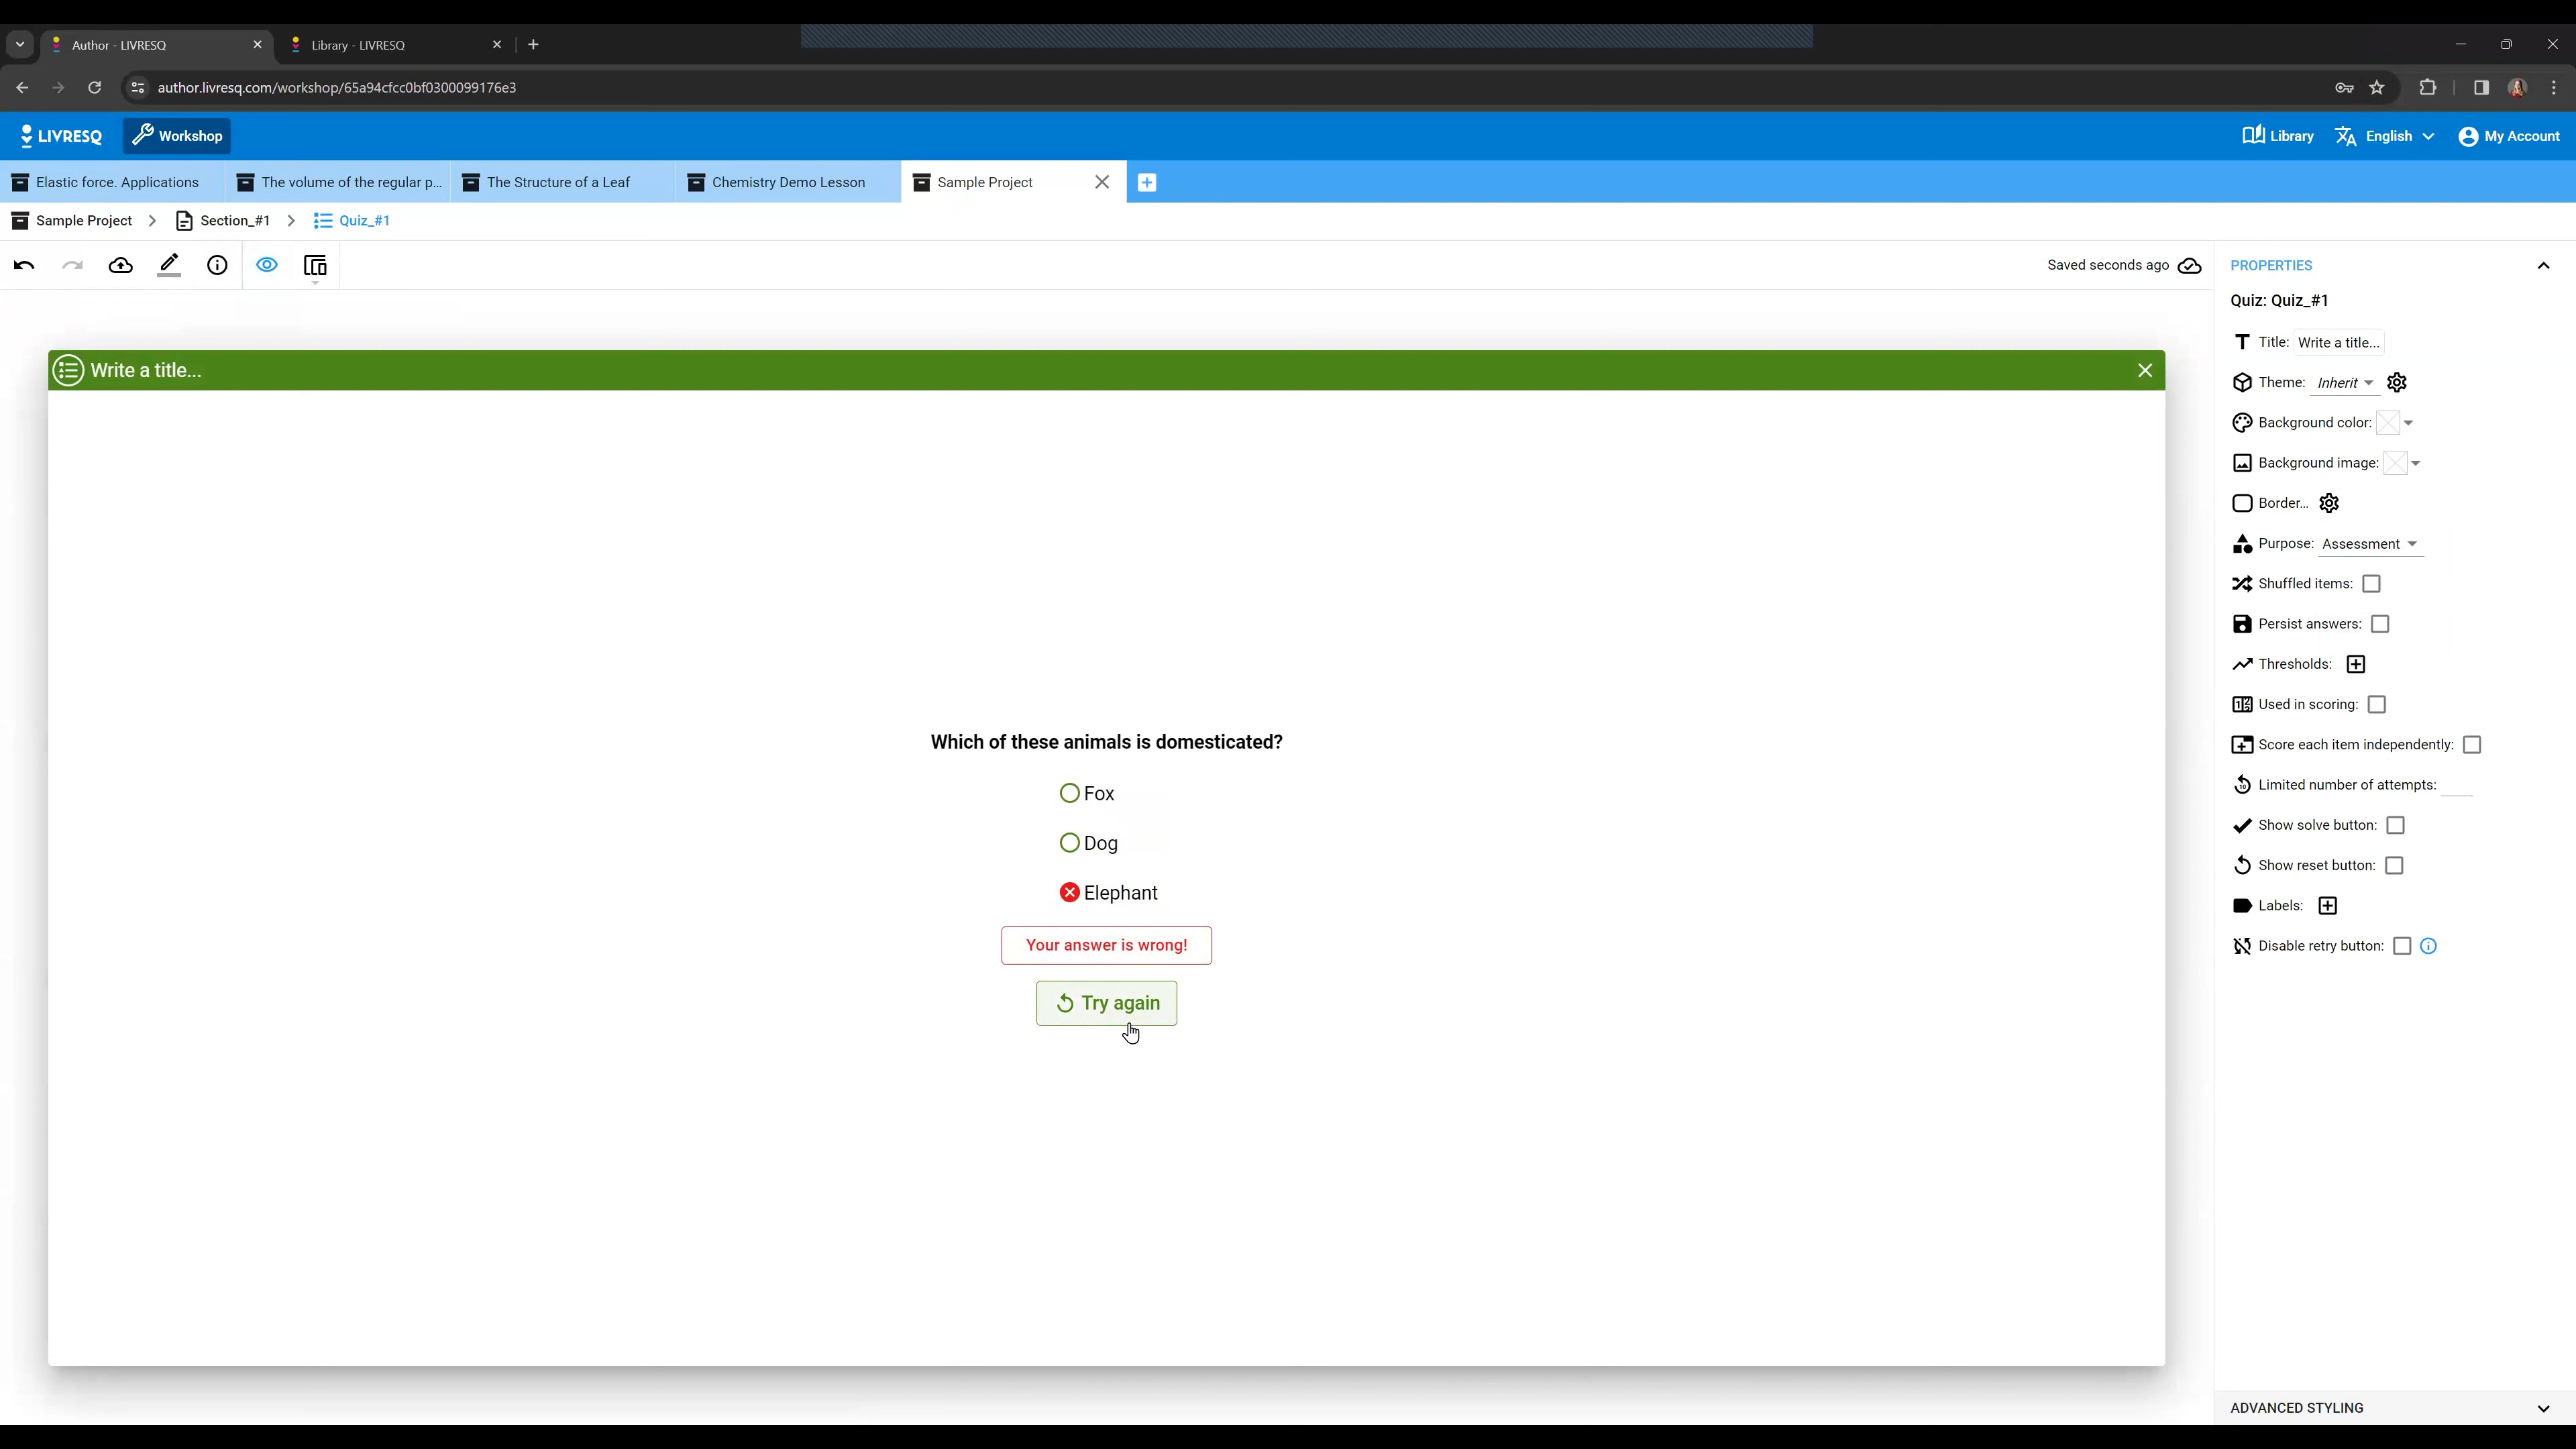 Author - LIVRESQ
Library - LIVRESQ
author.livresq.com/workshop/65a94cfcc0bf0300099176e3
LIVRESQ
Workshop
Library
English
My Account
Elastic force. Applications
The volume of the regular p...
The Structure of a Leaf
Chemistry Demo Lesson
Sample Project
Sample Project
Section_#1
Quiz_#1
Saved seconds ago
PROPERTIES
Quiz: Quiz_#1
Title: Write a title...
Theme: Inherit
Background color:
Background image:
Border...
Purpose: Assessment
Shuffled items:
Persist answers:
Thresholds:
Used in scoring:
Score each item independently:
Limited number of attempts:
Show solve button:
Show reset button:
Labels:
Disable retry button:
ADVANCED STYLING
Write a title...
Which of these animals is domesticated?
Fox
Dog
Elephant
Your answer is wrong!
Try again